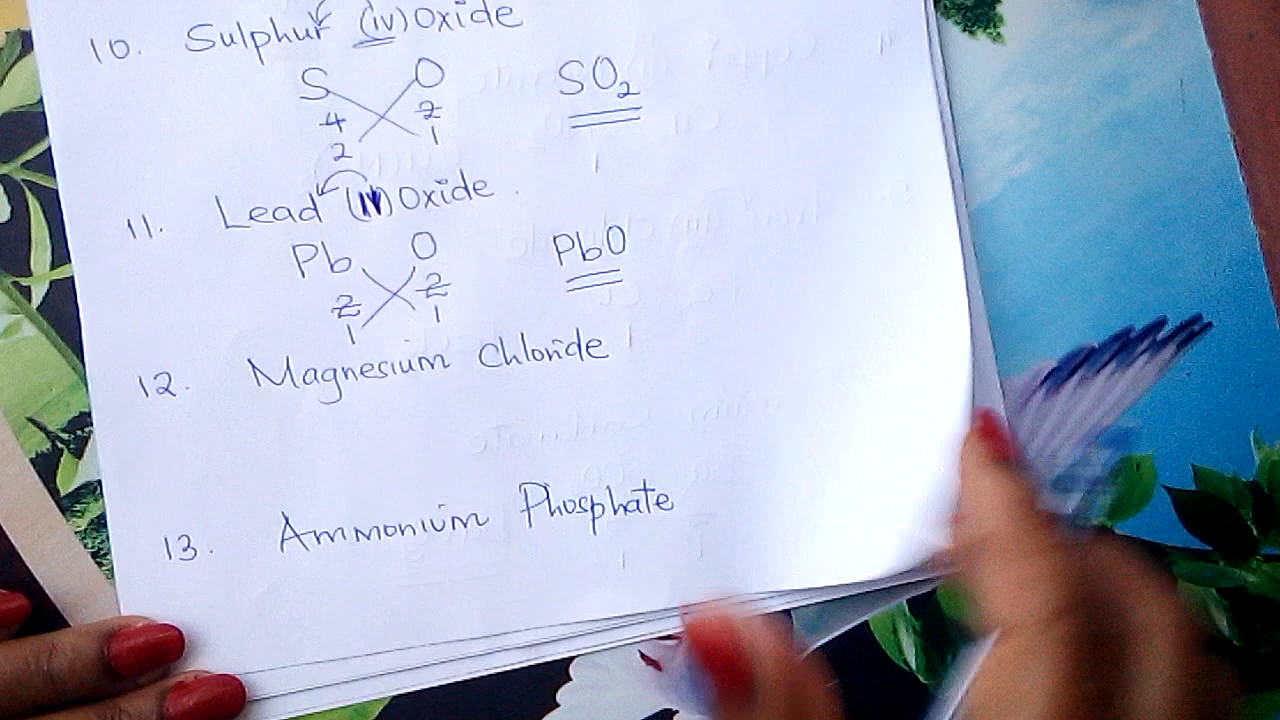 10. Sulphur (iv) Oxide
S O SO₂
4 2
2 1
11. Lead Oxide
Pb O PbO
2 2
1 1
12. Magnesium Chloride
13. Ammonium Phosphate